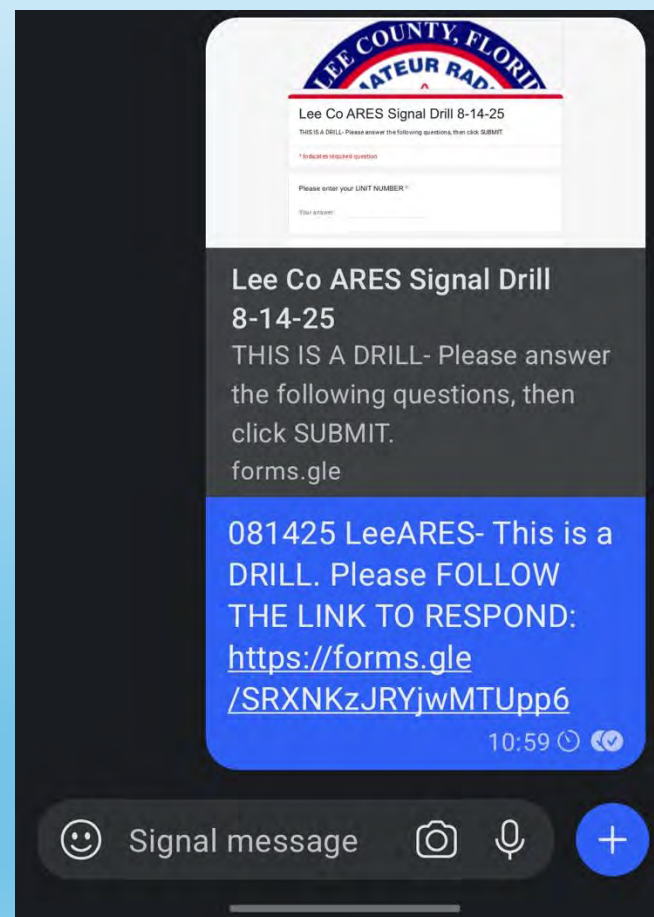 LEE COUNTY, FLORIDA
AMATEUR RAD
Lee Co ARES Signal Drill 8-14-25
THIS IS A DRILL- Please answer the following questions, then click SUBMIT.
* Indicates required question
Please enter your UNIT NUMBER *
Your answer
Lee Co ARES Signal Drill
8-14-25
THIS IS A DRILL- Please answer
the following questions, then
click SUBMIT.
forms.gle
081425 LeeARES- This is a
DRILL. Please FOLLOW
THE LINK TO RESPOND:
https://forms.gle
/SRXNKzJRYjwMTUpp6
10:59
Signal message